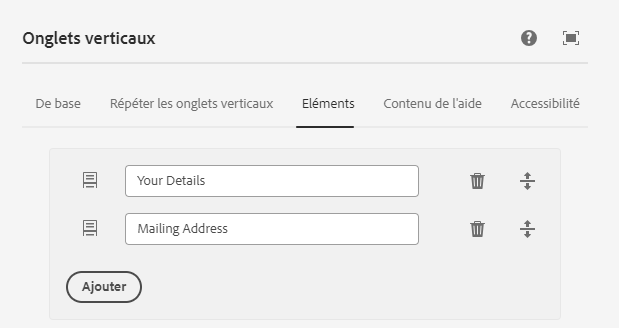 Onglets verticaux
De base Répéter les onglets verticaux Eléments Contenu de l'aide Accessibilité
Your Details
Mailing Address
Ajouter